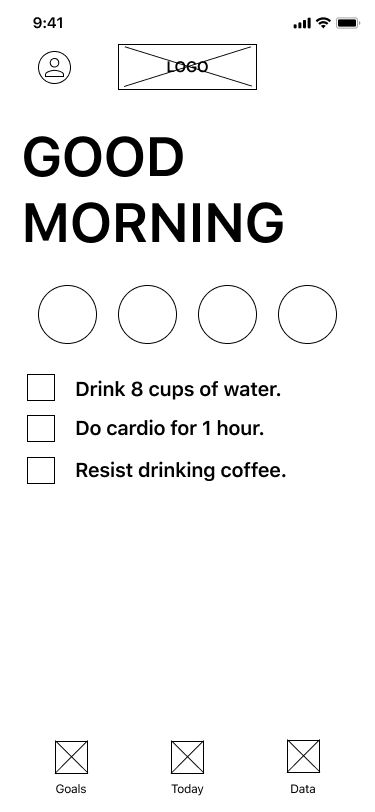 9:41
LOGO
GOOD
MORNING
Drink 8 cups of water.
Do cardio for 1 hour.
Resist drinking coffee.
Goals Today Data